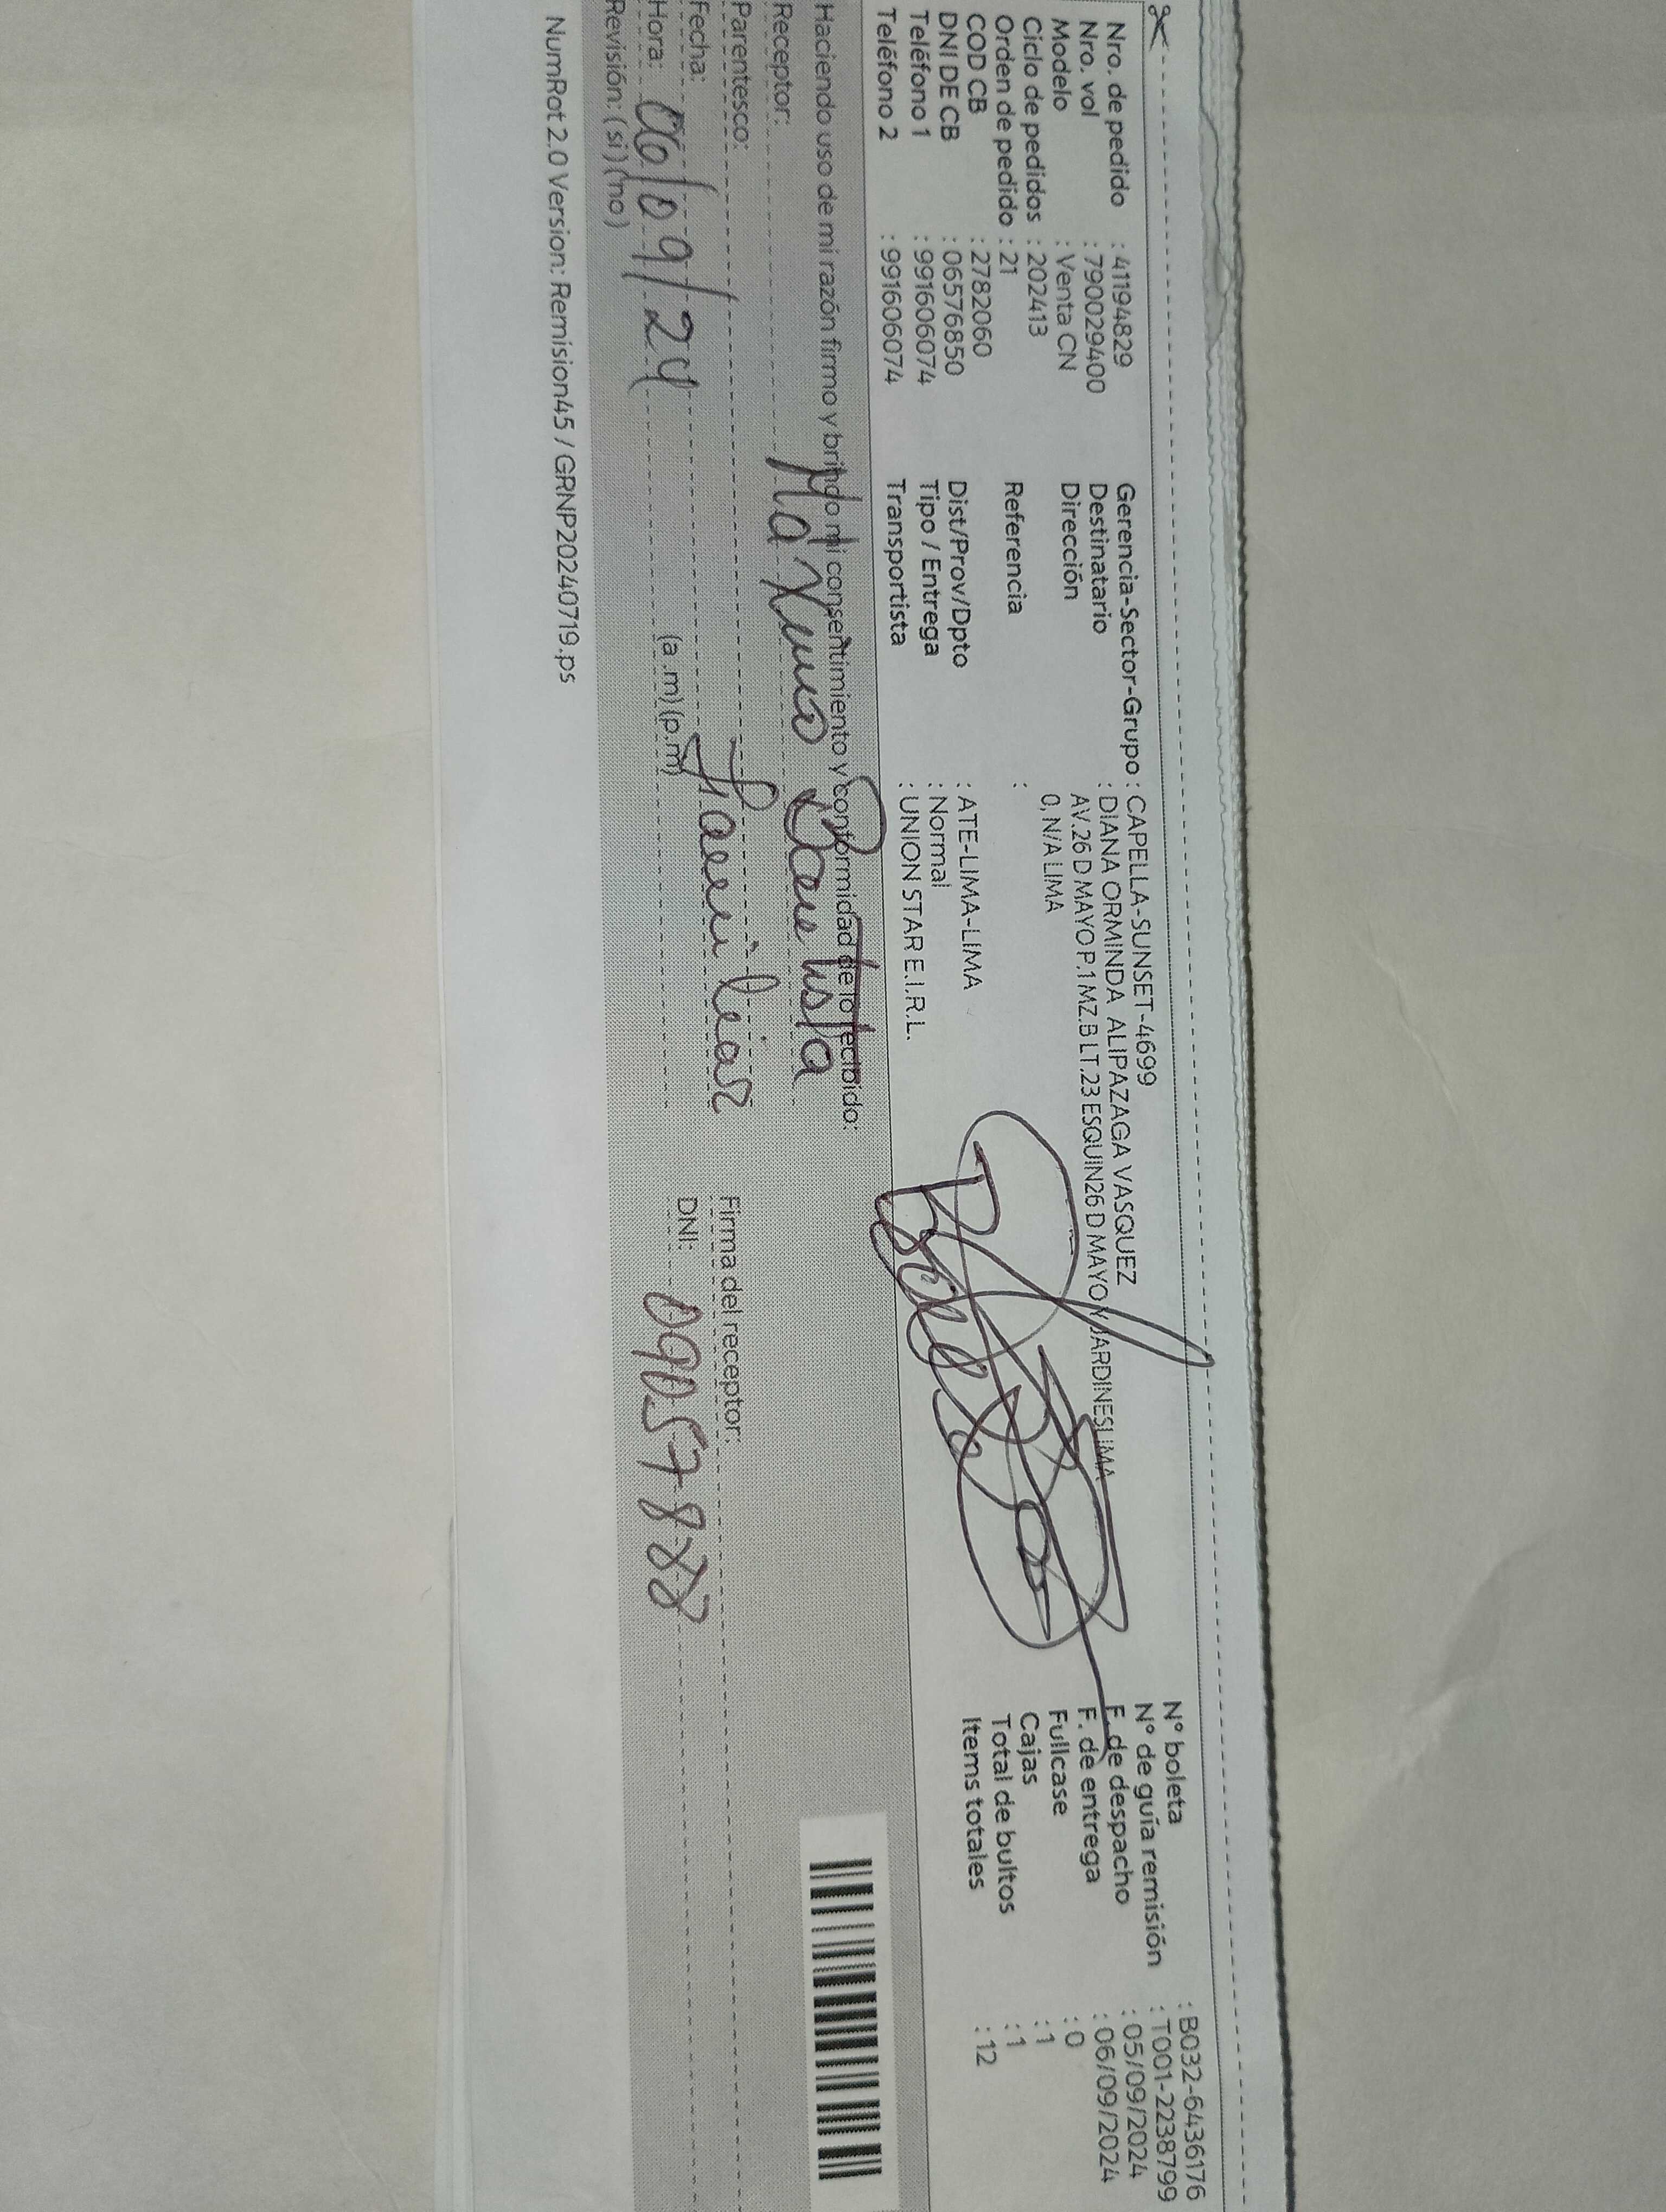 Nro. de pedido : 41194829
Nro. vol : 790029400
Modelo : Venta CN
Ciclo de pedidos : 202413
Orden de pedido : 21
COD CB : 2782060
DNI DE CB : 06576850
Teléfono 1 : 991606074
Teléfono 2 : 991606074
Gerencia-Sector-Grupo : CAPELLA-SUNSET-4699
Destinatario : DIANA ORMINDA ALIPAZAGA VASQUEZ
Dirección AV.26 D MAYO P.1 MZ.B LT.23 ESQUIN26 D MAYO Y JARDINESLIMA
0, N/A LIMA
Referencia :
Dist/Prov/Dpto : ATE-LIMA-LIMA
Tipo / Entrega : Normal
Transportista : UNION STAR E.I.R.L.
N° boleta : B032-6436176
N° de guía remisión : T001-2238799
F. de despacho : 05/09/2024
F. de entrega : 06/09/2024
Fullcase : 0
Cajas : 1
Total de bultos : 1
Items totales : 12
Haciendo uso de mi razón firmo y brindo mi consentimiento y conformidad de lo recibido:
Receptor: Maximo Bautista
Parentesco: Familiar
Fecha: 06/09/24
Hora: (a.m) (p.m)
Revisión: ( si ) ( no )
Firma del receptor:
DNI: 09057888
NumRot 2.0 Version: Remision45 / GRNP20240719.ps